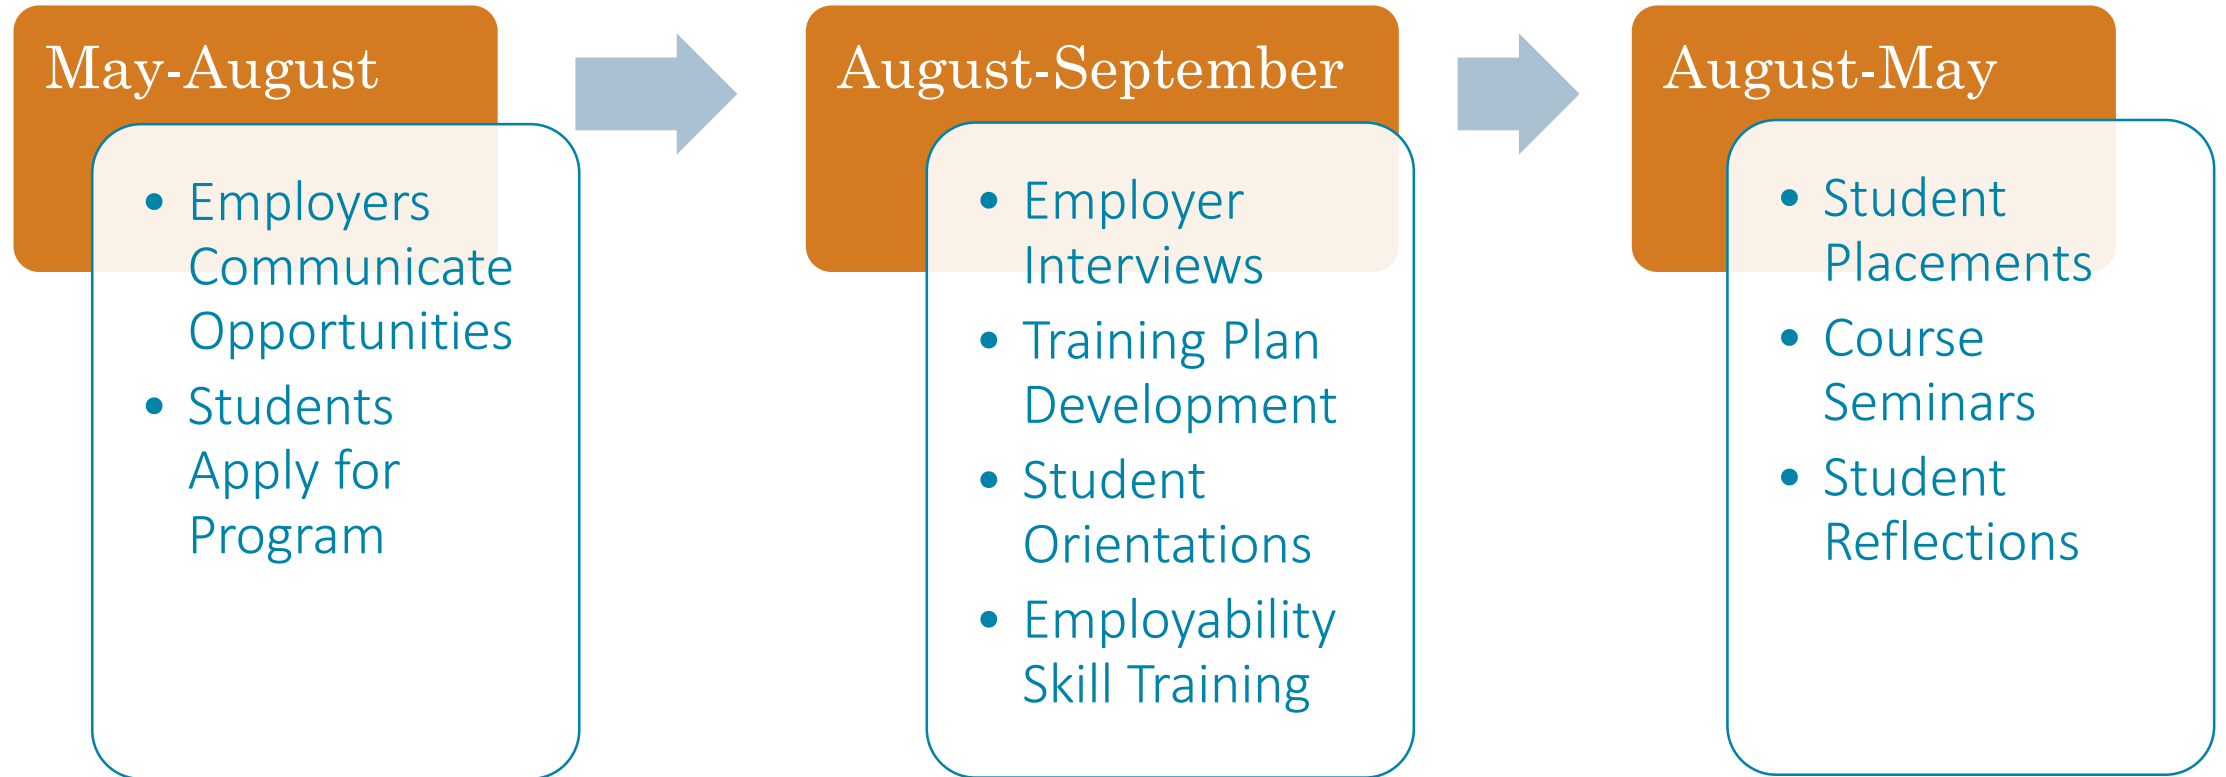 May-August
• Employers
Communicate
Opportunities
• Students
Apply for
Program
August-September
• Employer
Interviews
• Training Plan
Development
• Student
Orientations
• Employability
Skill Training
August-May
• Student
Placements
• Course
Seminars
• Student
Reflections